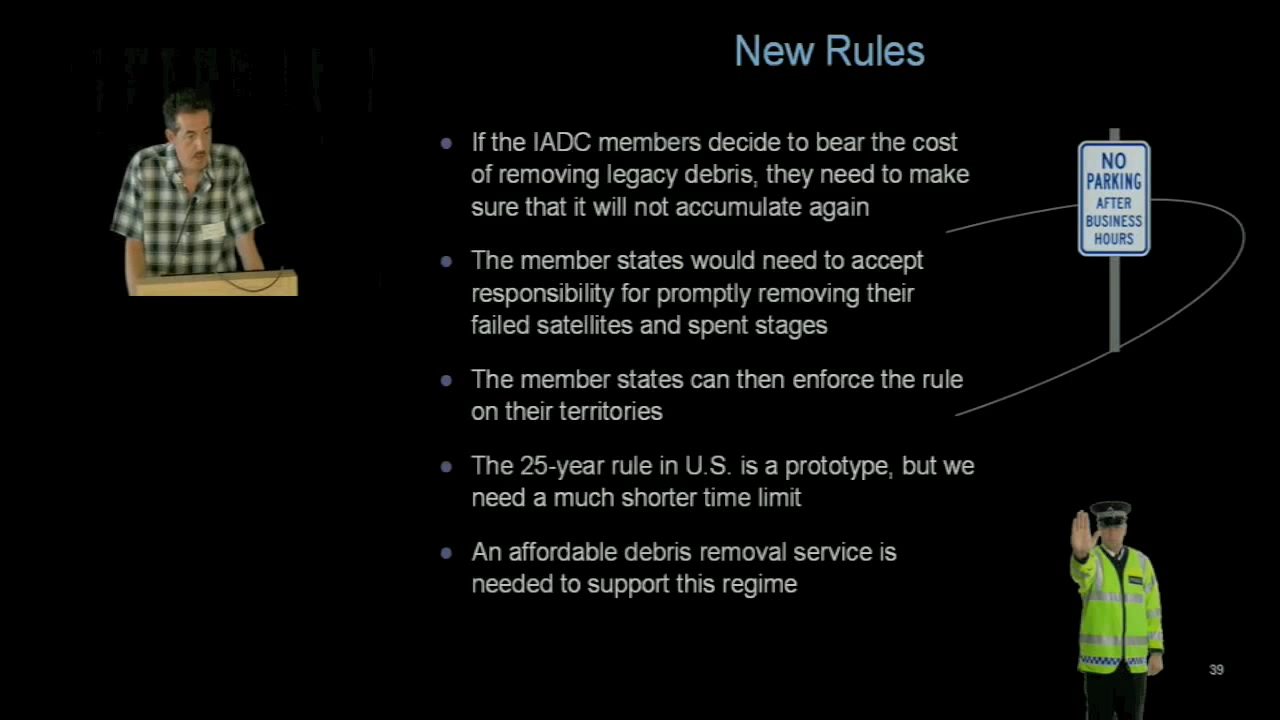 New Rules
• If the IADC members decide to bear the cost
of removing legacy debris, they need to make
sure that it will not accumulate again
• The member states would need to accept
responsibility for promptly removing their
failed satellites and spent stages
• The member states can then enforce the rule
on their territories
• The 25-year rule in U.S. is a prototype, but we
need a much shorter time limit
• An affordable debris removal service is
needed to support this regime
NO
PARKING
AFTER
BUSINESS
HOURS
39